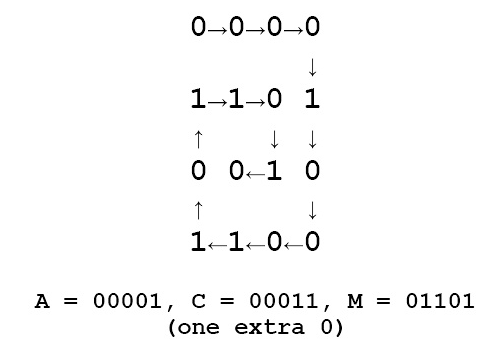 0→0→0→0
↓
1→1→0 1
↑ ↓ ↓
0 0←1 0
↑ ↓
1←1←0←0
A = 00001, C = 00011, M = 01101
(one extra 0)